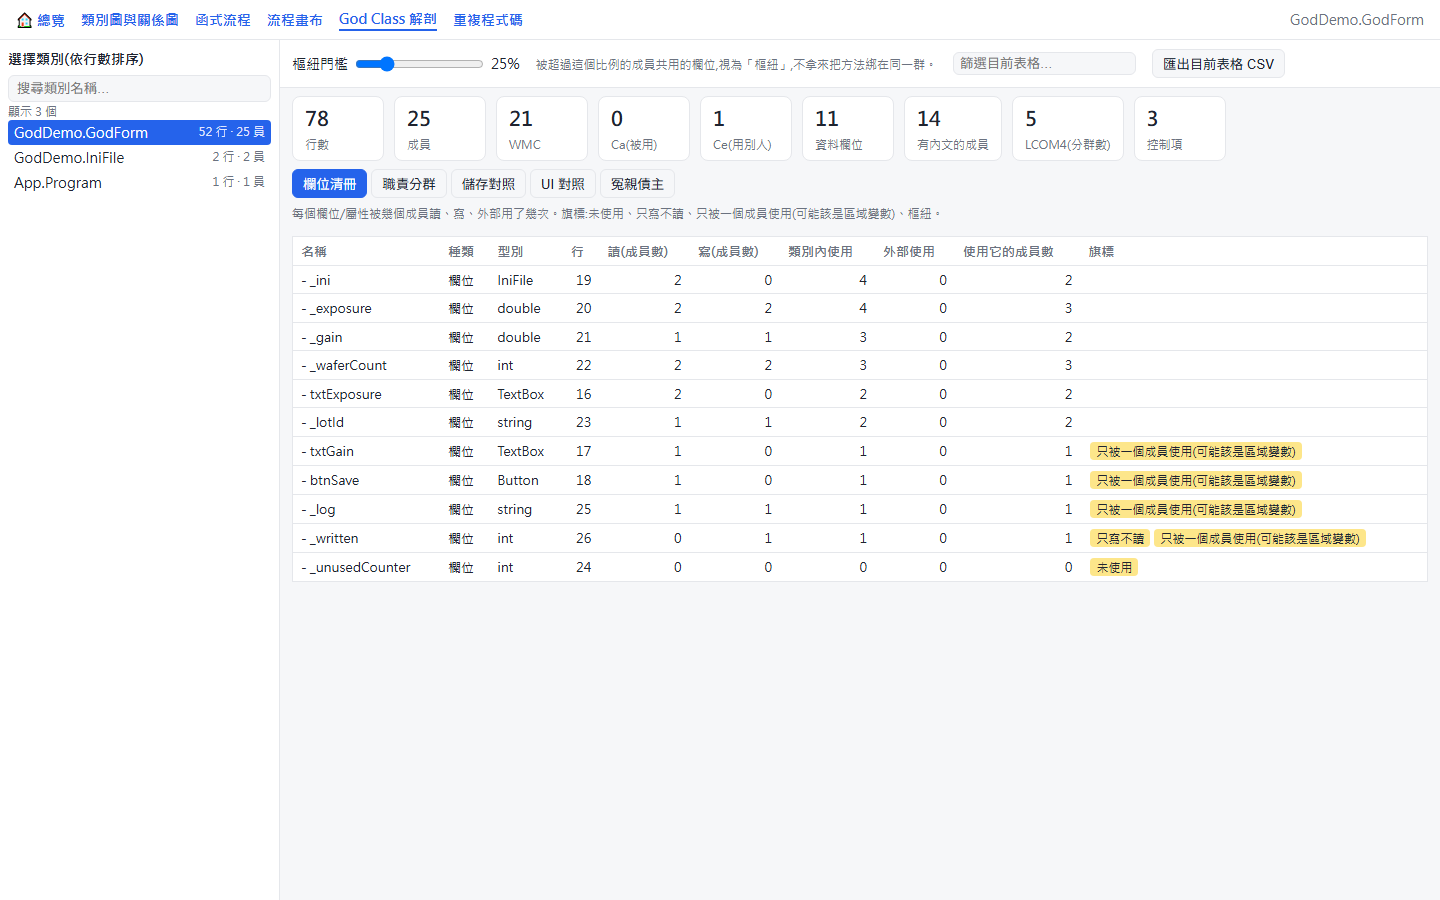 總覽 類別圖與關係圖 函式流程 流程畫布 God Class 解剖 重複程式碼 GodDemo.GodForm
選擇類別(依行數排序)
搜尋類別名稱...
顯示 3 個
GodDemo.GodForm 52 行 · 25 員
GodDemo.IniFile 2 行 · 2 員
App.Program 1 行 · 1 員
樞紐門檻 25% 被超過這個比例的成員共用的欄位,視為「樞紐」,不拿來把方法綁在同一群。 篩選目前表格... 匯出目前表格 CSV
78 25 21 0 1 11 14 5 3
行數 成員 WMC Ca(被用) Ce(用別人) 資料欄位 有內文的成員 LCOM4(分群數) 控制項
欄位清冊 職責分群 儲存對照 UI 對照 冤親債主
每個欄位/屬性被幾個成員讀、寫、外部用了幾次。旗標:未使用、只寫不讀、只被一個成員使用(可能該是區域變數)、樞紐。
名稱 種類 型別 行 讀(成員數) 寫(成員數) 類別內使用 外部使用 使用它的成員數 旗標
- _ini 欄位 IniFile 19 2 0 4 0 2
- _exposure 欄位 double 20 2 2 4 0 3
- _gain 欄位 double 21 1 1 3 0 2
- _waferCount 欄位 int 22 2 2 3 0 3
- txtExposure 欄位 TextBox 16 2 0 2 0 2
- _lotId 欄位 string 23 1 1 2 0 2
- txtGain 欄位 TextBox 17 1 0 1 0 1 只被一個成員使用(可能該是區域變數)
- btnSave 欄位 Button 18 1 0 1 0 1 只被一個成員使用(可能該是區域變數)
- _log 欄位 string 25 1 1 1 0 1 只被一個成員使用(可能該是區域變數)
- _written 欄位 int 26 0 1 1 0 1 只寫不讀 只被一個成員使用(可能該是區域變數)
- _unusedCounter 欄位 int 24 0 0 0 0 0 未使用